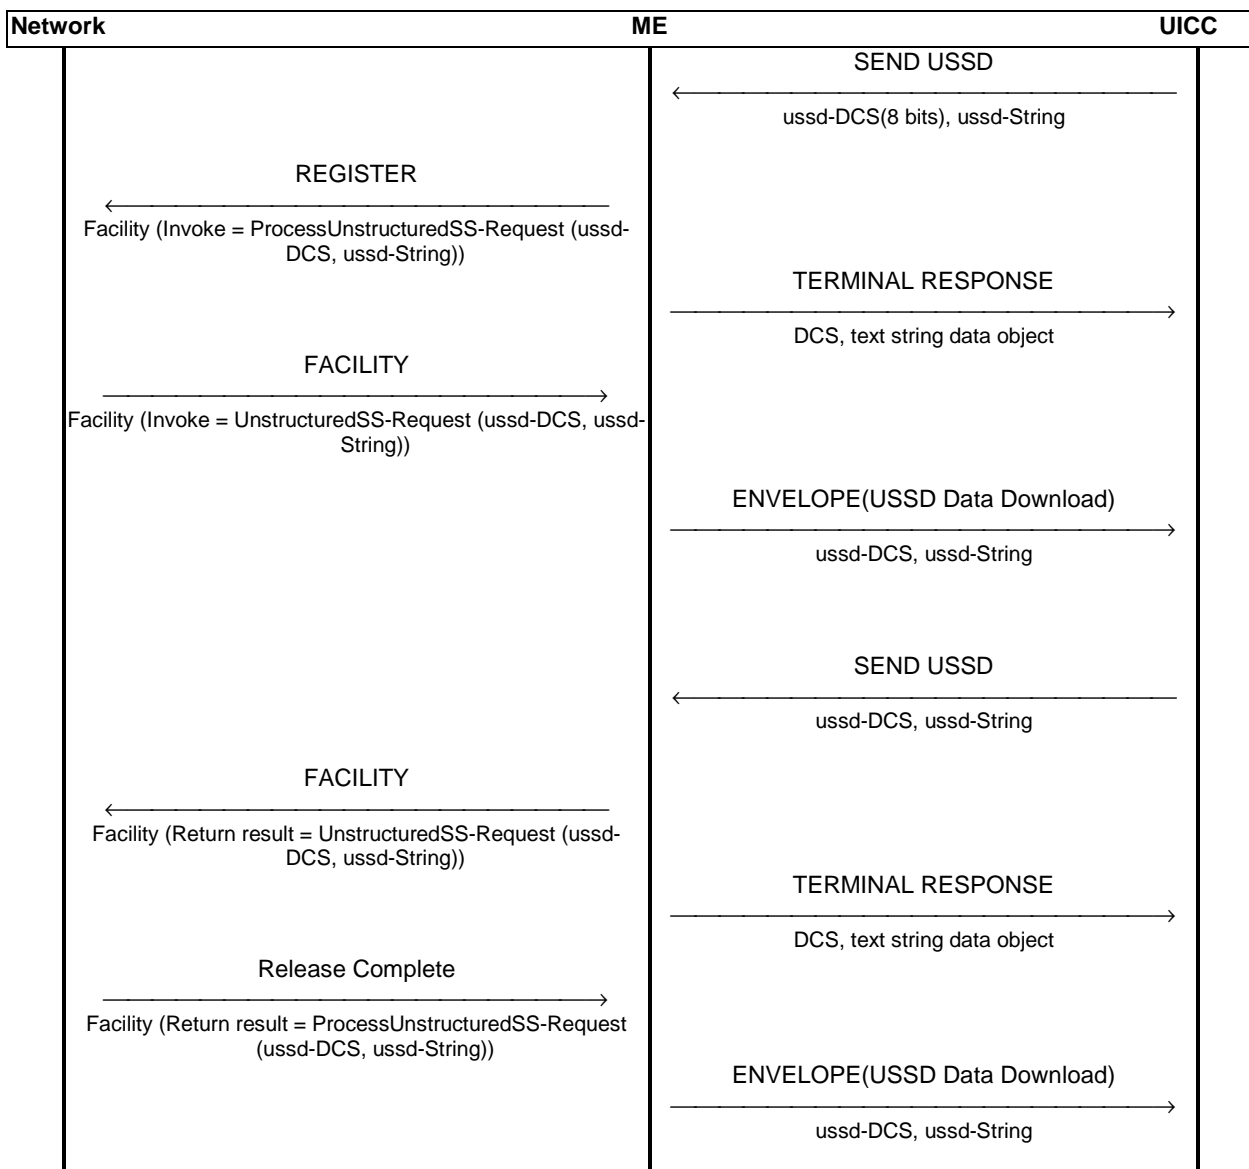 Network ME UICC
SEND USSD
ussd-DCS(8 bits), ussd-String
REGISTER
Facility (Invoke = ProcessUnstructuredSS-Request (ussd-
DCS, ussd-String))
TERMINAL RESPONSE
DCS, text string data object
FACILITY
Facility (Invoke = UnstructuredSS-Request (ussd-DCS, ussd-
String))
ENVELOPE(USSD Data Download)
ussd-DCS, ussd-String
SEND USSD
ussd-DCS, ussd-String
FACILITY
Facility (Return result = UnstructuredSS-Request (ussd-
DCS, ussd-String))
TERMINAL RESPONSE
DCS, text string data object
Release Complete
Facility (Return result = ProcessUnstructuredSS-Request
(ussd-DCS, ussd-String))
ENVELOPE(USSD Data Download)
ussd-DCS, ussd-String